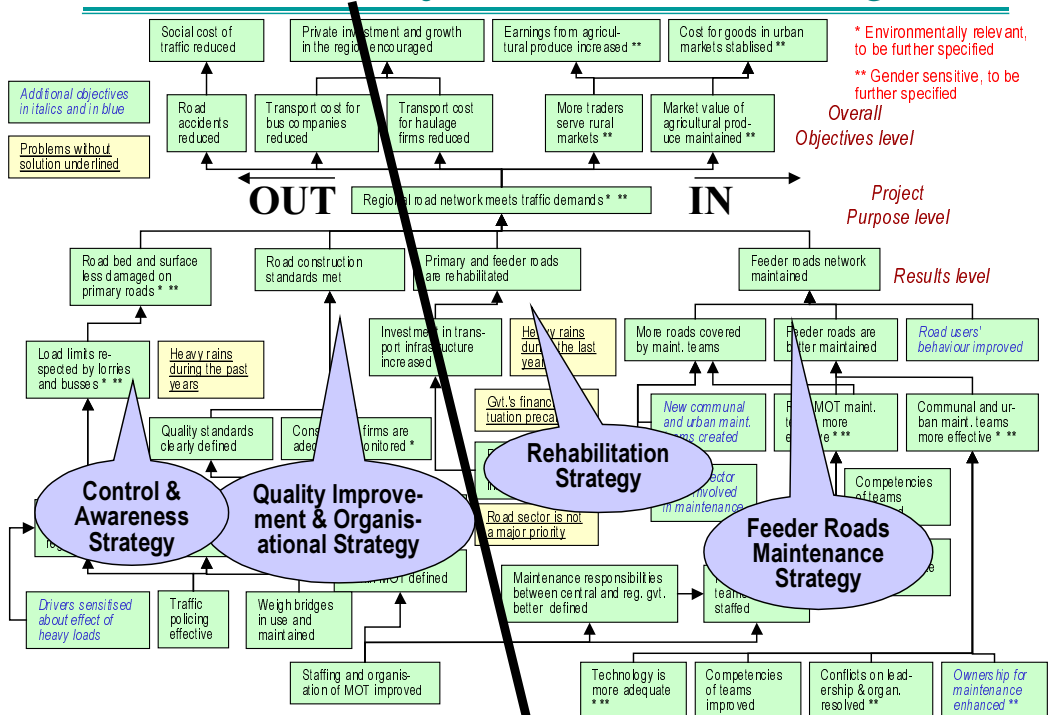 Social cost of
traffic reduced
Private investment and growth
in the region encouraged
Earnings from agricul-
tural produce increased **
Cost for goods in urban
markets stablised **
* Environmentally relevant,
to be further specified
** Gender sensitive, to be
further specified
Additional objectives
in italics and in blue
Problems without
solution underlined
Road
accidents
reduced
Transport cost for
bus companies
reduced
Transport cost
for haulage
firms reduced
More traders
serve rural
markets **
Market value of
agricultural prod-
uce maintained **
Overall
Objectives level
OUT
Regional road network meets traffic demands * **
IN
Project
Purpose level
Road bed and surface
less damaged on
primary roads * **
Road construction
standards met
Primary and feeder roads
are rehabilitated
Feeder roads network
maintained
Results level
Load limits re-
spected by lorries
and busses * **
Heavy rains
during the past
years
Investment in trans-
port infrastructure
increased
Heavy rains
during the last
More roads covered
by maint. teams
Feeder roads are
better maintained
Road users'
behaviour improved
Quality standards
clearly defined
firms are
Gvt.'s
New communal
and urban maint.
created
MOT maint.
more
* **
Communal and ur-
ban maint. teams
more effective * **
Control &
Awareness
Strategy
Quality Improve-
ment & Organis-
ational Strategy
Rehabilitation
Strategy
in maintenance
Competencies
of teams
Road sector is not
a major priority
Feeder Roads
Maintenance
Strategy
MOT defined
Maintenance responsibilities
between central and reg. gvt.
better defined
teams
staffed
Drivers sensitised
about effect of
heavy loads
Traffic
policing
effective
Weigh bridges
in use and
maintained
Staffing and organis-
ation of MOT improved
Technology is
more adequate
* ***
Competencies
of teams
improved
Conflicts on lead-
ership & organ.
resolved **
Ownership for
maintenance
enhanced **